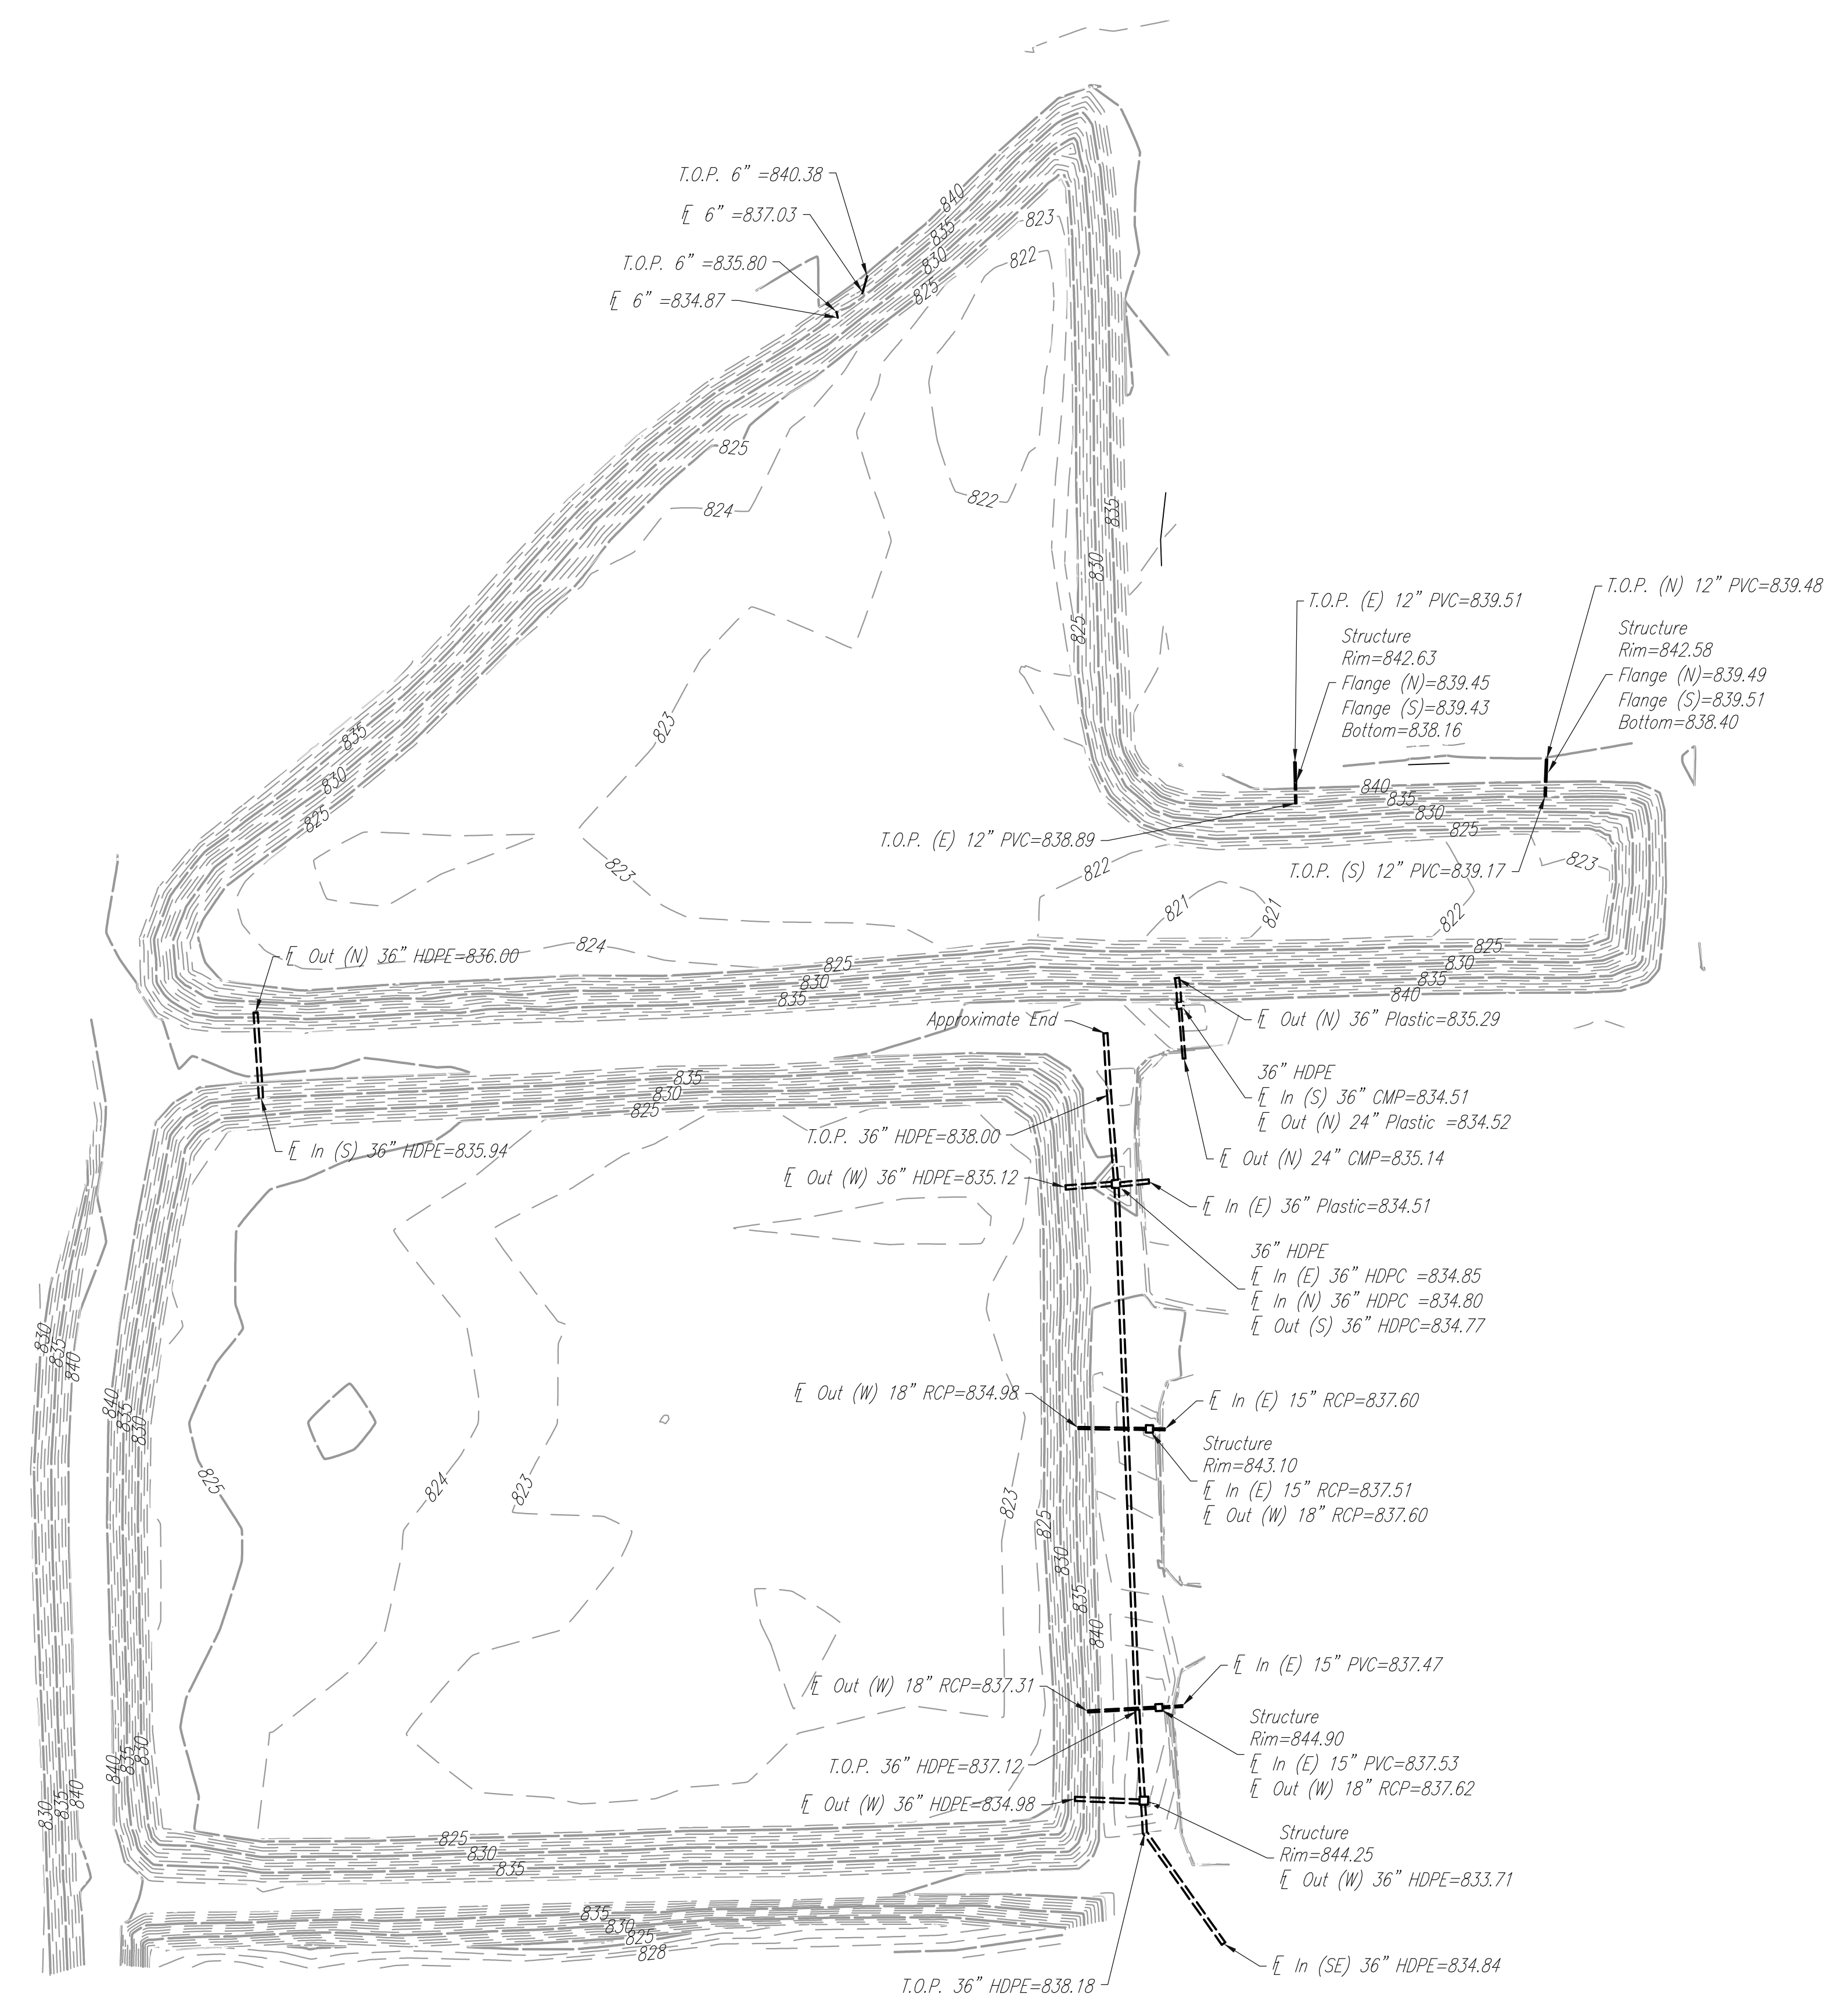 T.O.P. 6" =840.38
℄ 6" =837.03
T.O.P. 6" =835.80
℄ 6" =834.87
840
835
830
825
823
822
825
824
822
835
830
825
T.O.P. (E) 12" PVC=839.51
Structure
Rim=842.63
Flange (N)=839.45
Flange (S)=839.43
Bottom=838.16
T.O.P. (N) 12" PVC=839.48
Structure
Rim=842.58
Flange (N)=839.49
Flange (S)=839.51
Bottom=838.40
835
830
825
823
840
835
830
825
T.O.P. (E) 12" PVC=838.89
T.O.P. (S) 12" PVC=839.17
823
823
822
821
821
822
824
℄ Out (N) 36" HDPE=836.00
825
830
835
825
830
835
840
Approximate End
℄ Out (N) 36" Plastic=835.29
36" HDPE
℄ In (S) 36" CMP=834.51
℄ Out (N) 24" Plastic =834.52
℄ Out (N) 24" CMP=835.14
835
830
825
T.O.P. 36" HDPE=838.00
℄ In (S) 36" HDPE=835.94
℄ Out (W) 36" HDPE=835.12
℄ In (E) 36" Plastic=834.51
36" HDPE
℄ In (E) 36" HDPC =834.85
℄ In (N) 36" HDPC =834.80
℄ Out (S) 36" HDPC=834.77
830
835
840
840
835
830
℄ Out (W) 18" RCP=834.98
℄ In (E) 15" RCP=837.60
Structure
Rim=843.10
℄ In (E) 15" RCP=837.51
℄ Out (W) 18" RCP=837.60
825
824
823
823
825
830
835
840
℄ In (E) 15" PVC=837.47
℄ Out (W) 18" RCP=837.31
Structure
Rim=844.90
℄ In (E) 15" PVC=837.53
℄ Out (W) 18" RCP=837.62
T.O.P. 36" HDPE=837.12
℄ Out (W) 36" HDPE=834.98
840
835
830
830
835
840
Structure
Rim=844.25
℄ Out (W) 36" HDPE=833.71
825
830
835
835
830
825
828
℄ In (SE) 36" HDPE=834.84
T.O.P. 36" HDPE=838.18